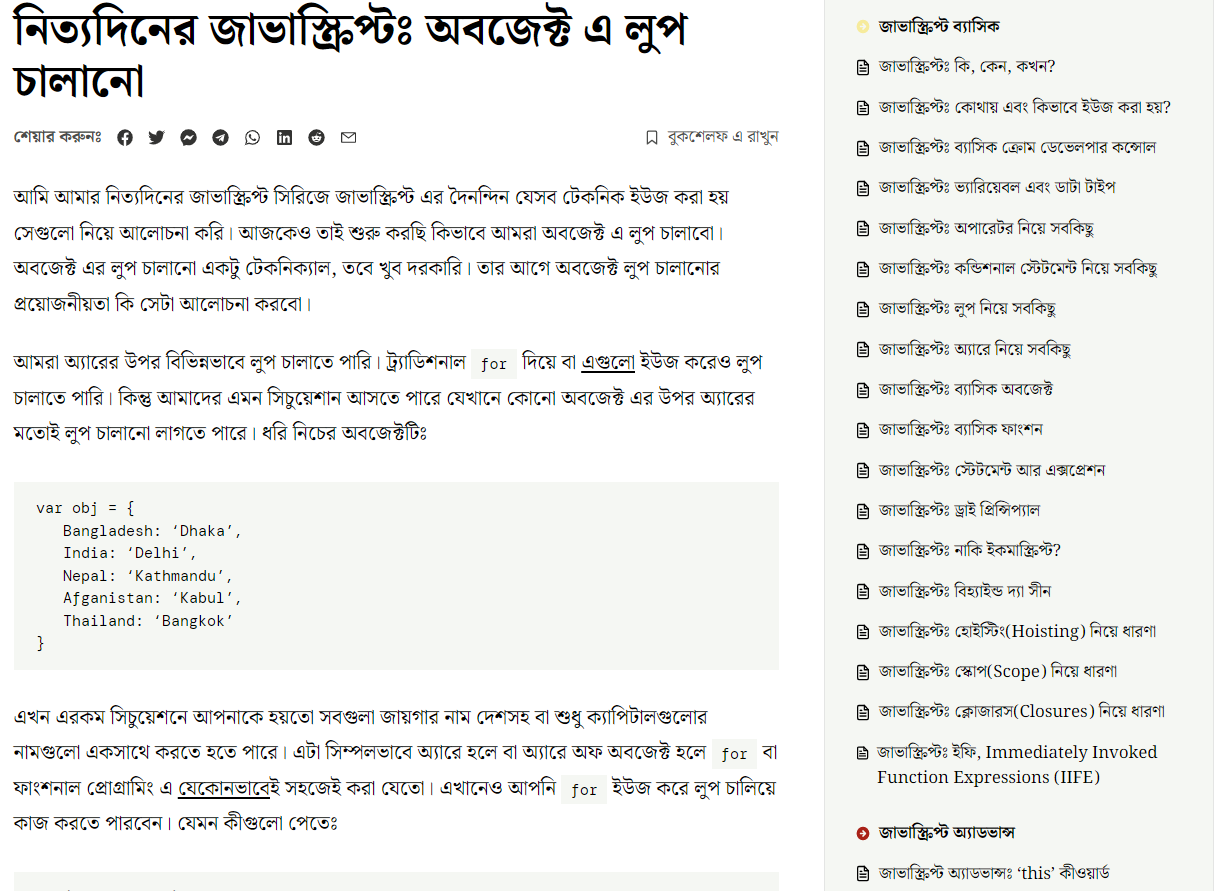 নিত্যদিনের জাভাস্ক্রিপ্টঃ অবজেক্ট এ লুপ
চালানো
শেয়ার করুনঃ
বুকশেলফ এ রাখুন
আমি আমার নিত্যদিনের জাভাস্ক্রিপ্ট সিরিজে জাভাস্ক্রিপ্ট এর দৈনন্দিন যেসব টেকনিক ইউজ করা হয়
সেগুলো নিয়ে আলোচনা করি। আজকেও তাই শুরু করছি কিভাবে আমরা অবজেক্ট এ লুপ চালাবো।
অবজেক্ট এর লুপ চালানো একটু টেকনিক্যাল, তবে খুব দরকারি। তার আগে অবজেক্ট লুপ চালানোর
প্রয়োজনীয়তা কি সেটা আলোচনা করবো।
আমরা অ্যারের উপর বিভিন্নভাবে লুপ চালাতে পারি। ট্র্যাডিশনাল for দিয়ে বা এগুলো ইউজ করেও লুপ
চালাতে পারি। কিন্তু আমাদের এমন সিচুয়েশান আসতে পারে যেখানে কোনো অবজেক্ট এর উপর অ্যারের
মতোই লুপ চালানো লাগতে পারে। ধরি নিচের অবজেক্টটিঃ
var obj = {
Bangladesh: ‘Dhaka’,
India: ‘Delhi’,
Nepal: ‘Kathmandu’,
Afganistan: ‘Kabul’,
Thailand: ‘Bangkok’
}
এখন এরকম সিচুয়েশনে আপনাকে হয়তো সবগুলা জায়গার নাম দেশসহ বা শুধু ক্যাপিটালগুলোর
নামগুলো একসাথে করতে হতে পারে। এটা সিম্পলভাবে অ্যারে হলে বা অ্যারে অফ অবজেক্ট হলে for বা
ফাংশনাল প্রোগ্রামিং এ যেকোনভাবেই সহজেই করা যেতো। এখানেও আপনি for ইউজ করে লুপ চালিয়ে
কাজ করতে পারবেন। যেমন কীগুলো পেতেঃ
জাভাস্ক্রিপ্ট ব্যাসিক
জাভাস্ক্রিপ্টঃ কি, কেন, কখন?
জাভাস্ক্রিপ্টঃ কোথায় এবং কিভাবে ইউজ করা হয়?
জাভাস্ক্রিপ্টঃ ব্যাসিক ক্রোম ডেভেলপার কন্সোল
জাভাস্ক্রিপ্টঃ ভ্যারিয়েবল এবং ডাটা টাইপ
জাভাস্ক্রিপ্টঃ অপারেটর নিয়ে সবকিছু
জাভাস্ক্রিপ্টঃ কন্ডিশনাল স্টেটমেন্ট নিয়ে সবকিছু
জাভাস্ক্রিপ্টঃ লুপ নিয়ে সবকিছু
জাভাস্ক্রিপ্টঃ অ্যারে নিয়ে সবকিছু
জাভাস্ক্রিপ্টঃ ব্যাসিক অবজেক্ট
জাভাস্ক্রিপ্টঃ ব্যাসিক ফাংশন
জাভাস্ক্রিপ্টঃ স্টেটমেন্ট আর এক্সপ্রেশন
জাভাস্ক্রিপ্টঃ ড্রাই প্রিন্সিপ্যাল
জাভাস্ক্রিপ্টঃ নাকি ইকমাস্ক্রিপ্ট?
জাভাস্ক্রিপ্টঃ বিহ্যাইন্ড দ্যা সীন
জাভাস্ক্রিপ্টঃ হোইস্টিং(Hoisting) নিয়ে ধারণা
জাভাস্ক্রিপ্টঃ স্কোপ(Scope) নিয়ে ধারণা
জাভাস্ক্রিপ্টঃ ক্লোজারস(Closures) নিয়ে ধারণা
জাভাস্ক্রিপ্টঃ ইফি, Immediately Invoked
Function Expressions (IIFE)
জাভাস্ক্রিপ্ট অ্যাডভান্স
জাভাস্ক্রিপ্ট অ্যাডভান্সঃ ‘this’ কীওয়ার্ড